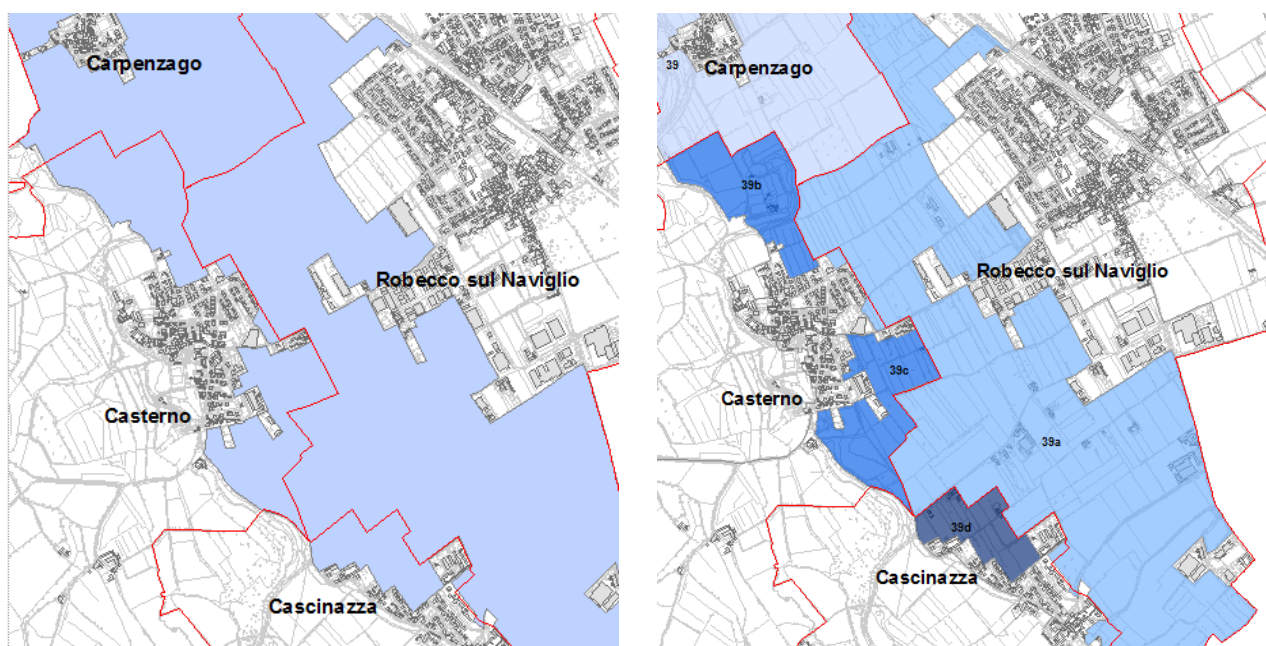 Carpenzago
Robecco sul Naviglio
Casterno
Cascinazza
39
Carpenzago
39b
Robecco sul Naviglio
39c
Casterno
39a
39d
Cascinazza